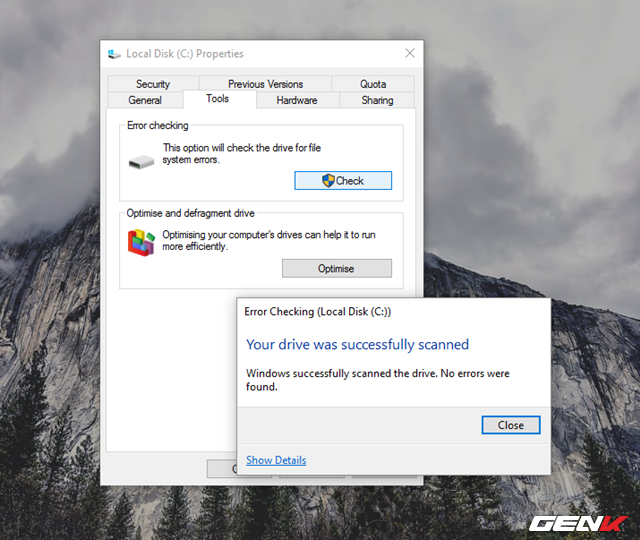 Local Disk (C:) Properties
Security Previous Versions Quota
General Tools Hardware Sharing
Error checking
This option will check the drive for file
system errors.
Check
Optimise and defragment drive
Optimising your computer's drives can help it to run
more efficiently.
Optimise
Error Checking (Local Disk (C:))
Your drive was successfully scanned
Windows successfully scanned the drive. No errors were
found.
Close
Show Details
GENK